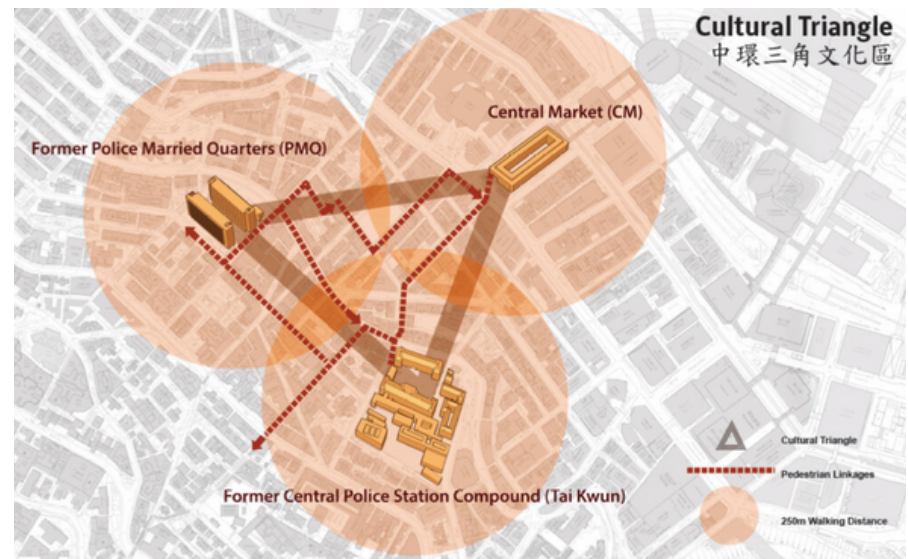 Cultural Triangle
中環三角文化區
Central Market (CM)
Former Police Married Quarters (PMQ)
Former Central Police Station Compound (Tai Kwun)
Cultural Triangle
Pedestrian Linkages
250m Walking Distance